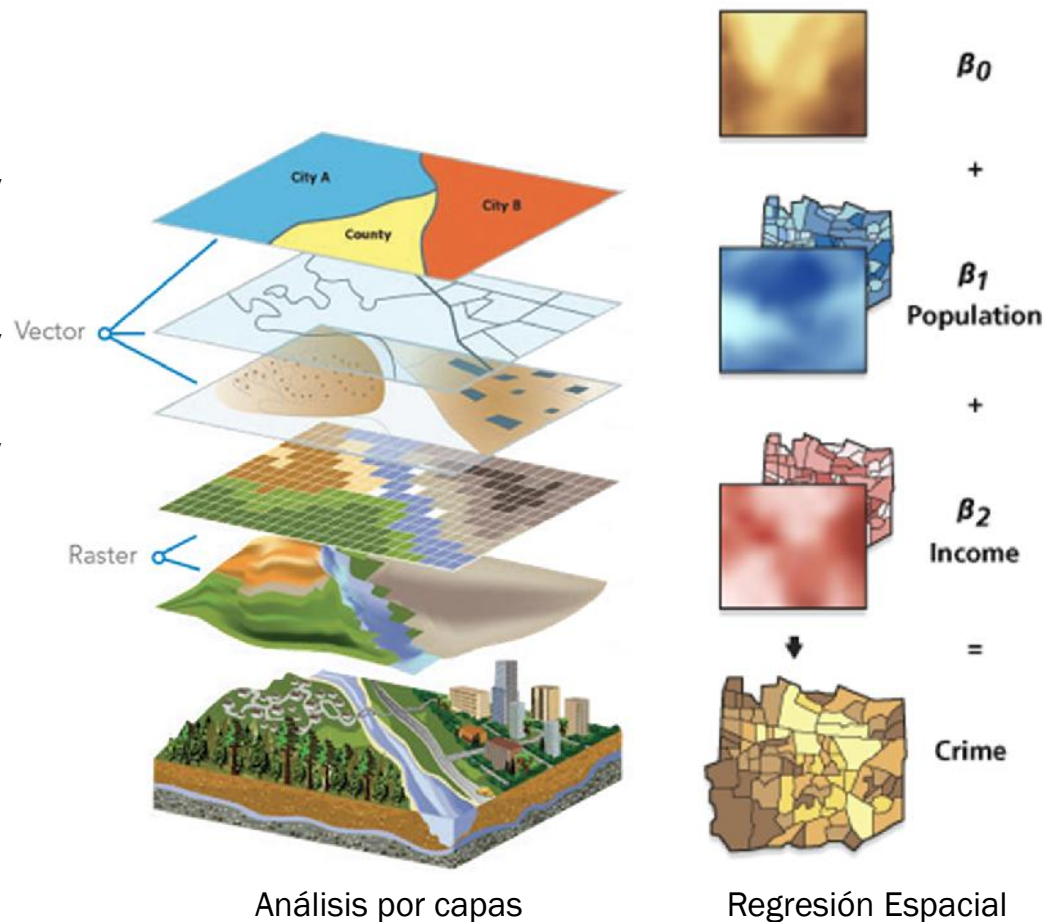 City A
City B
County
Vector
Raster
Análisis por capas
β0
+
β1
Population
+
β2
Income
=
Crime
Regresión Espacial